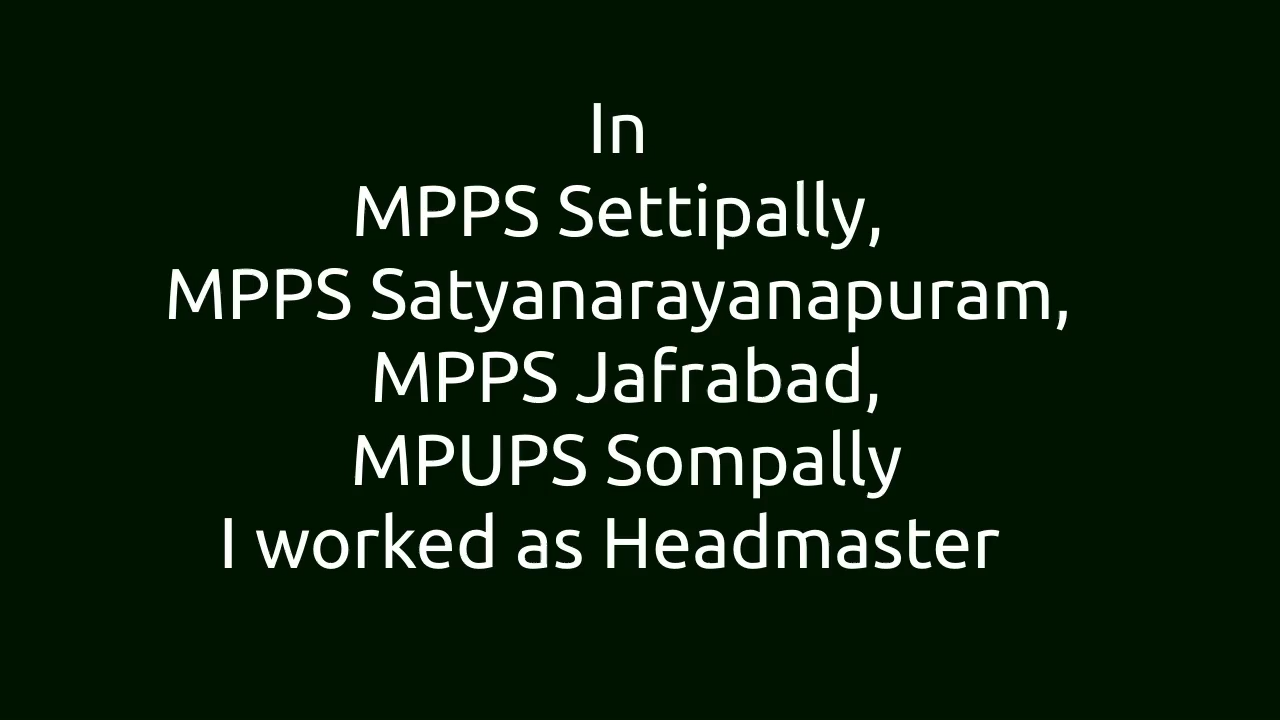 In
MPPS Settipally,
MPPS Satyanarayanapuram,
MPPS Jafrabad,
MPUPS Sompally
I worked as Headmaster